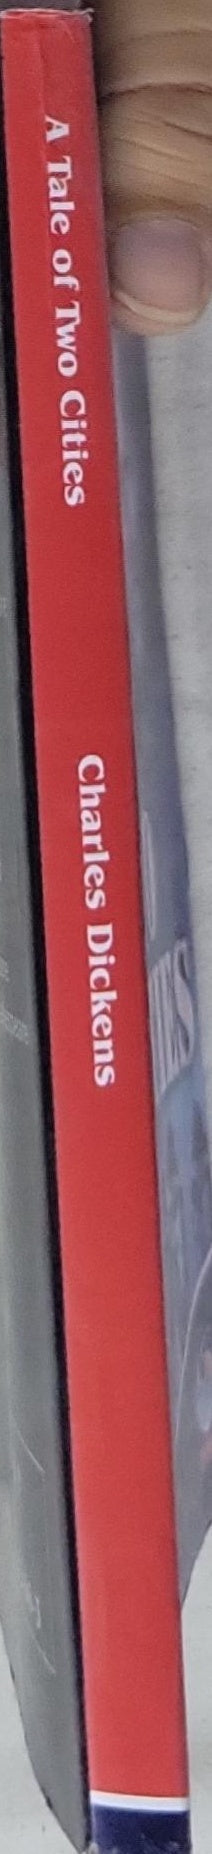 A Tale of Two Cities
Charles Dickens